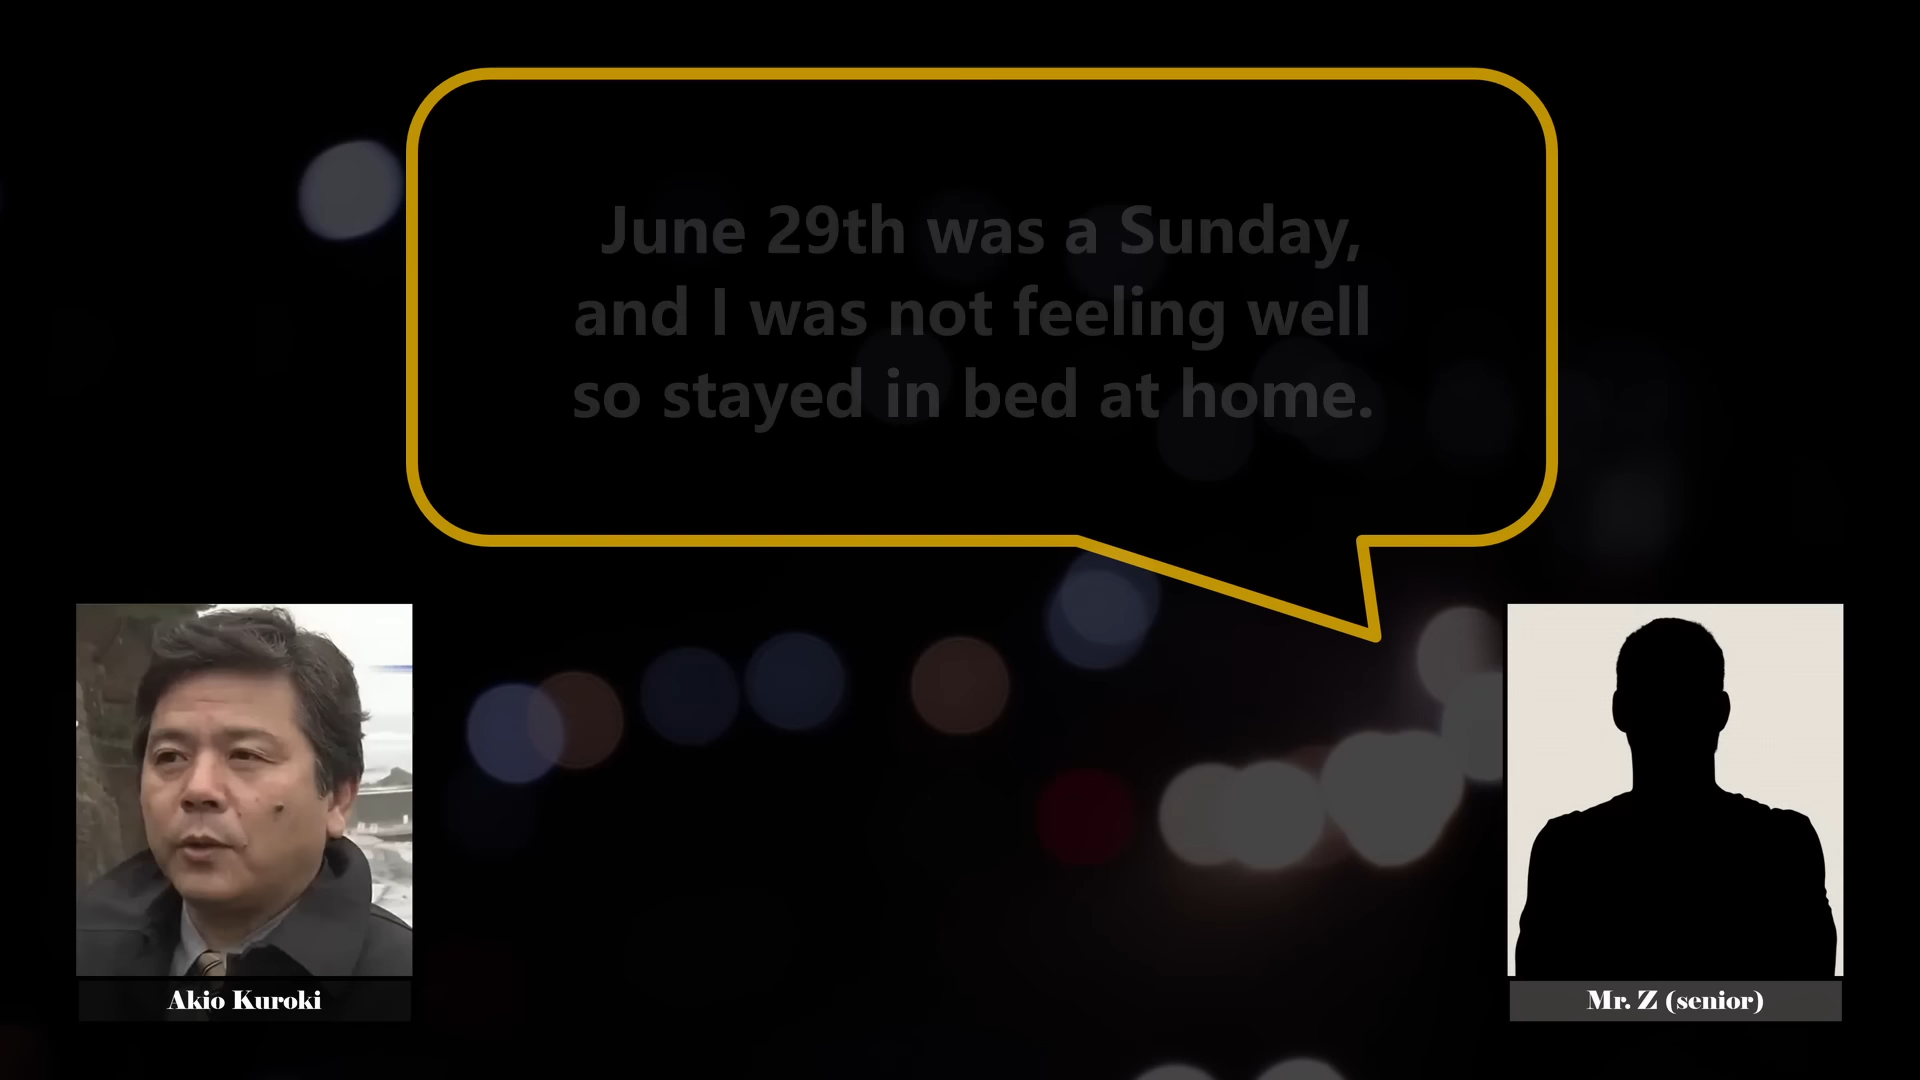 June 29th was a Sunday,
and I was not feeling well
so stayed in bed at home.
Akio Kuroki
Mr. Z (senior)